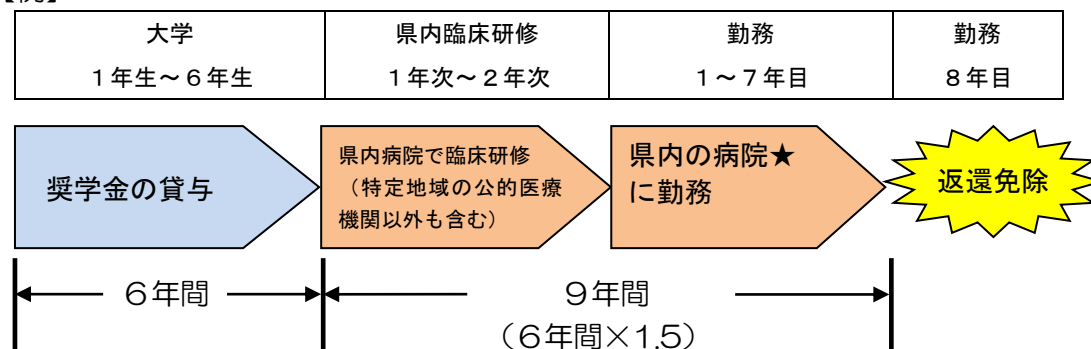 大学
県内臨床研修
勤務
勤務
1年生~6年生
1年次~2年次
1~7年目
8年目
奨学金の貸与
県内病院で臨床研修
(特定地域の公的医療
機関以外も含む)
県内の病院★
に勤務
返還免除
6年間
9年間
(6年間×1.5)